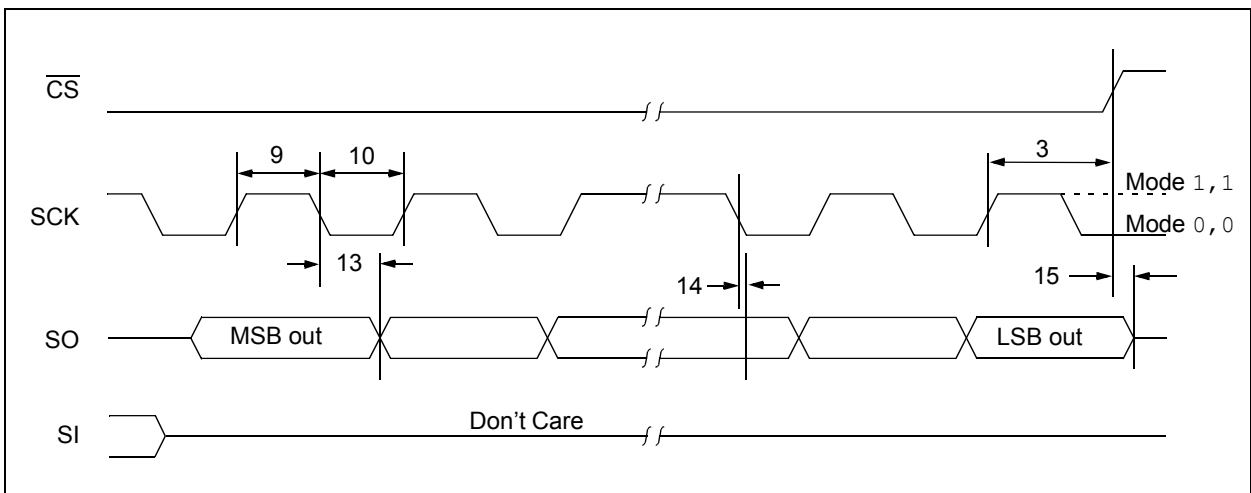 CS
9
10
3
SCK
Mode 1,1
Mode 0,0
13
14
15
SO
MSB out
LSB out
SI
Don't Care